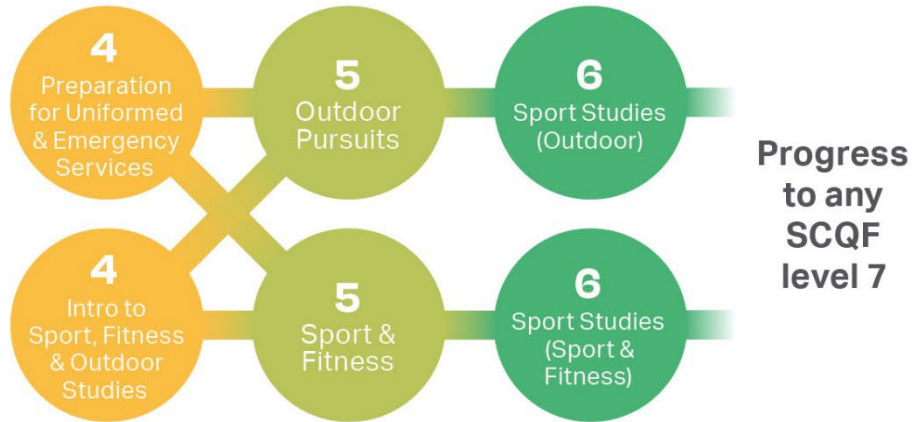 4
Preparation
for Uniformed
& Emergency
Services
5
Outdoor
Pursuits
6
Sport Studies
(Outdoor)
4
Intro to
Sport, Fitness
& Outdoor
Studies
5
Sport &
Fitness
6
Sport Studies
(Sport &
Fitness)
Progress
to any
SCQF
level 7